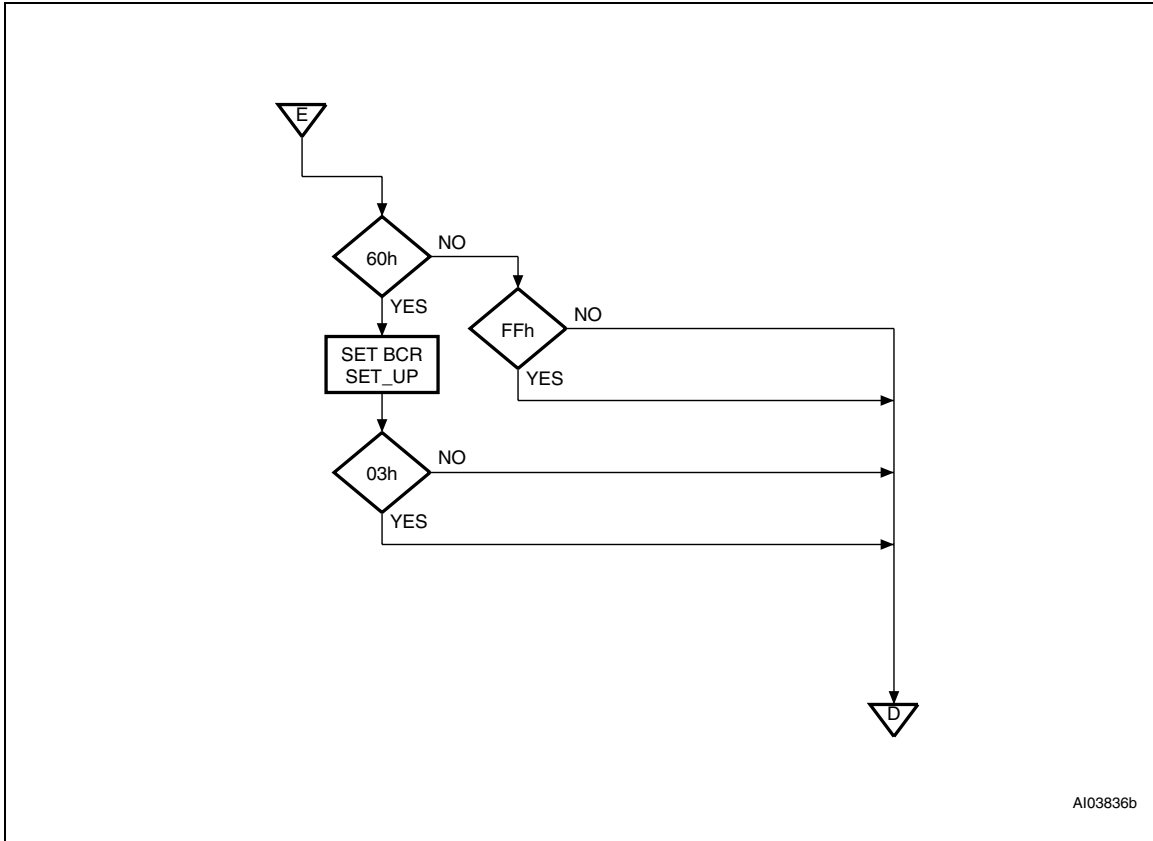 E
60h
NO
YES
FFh
NO
YES
SET BCR
SET_UP
03h
NO
YES
D
AI03836b